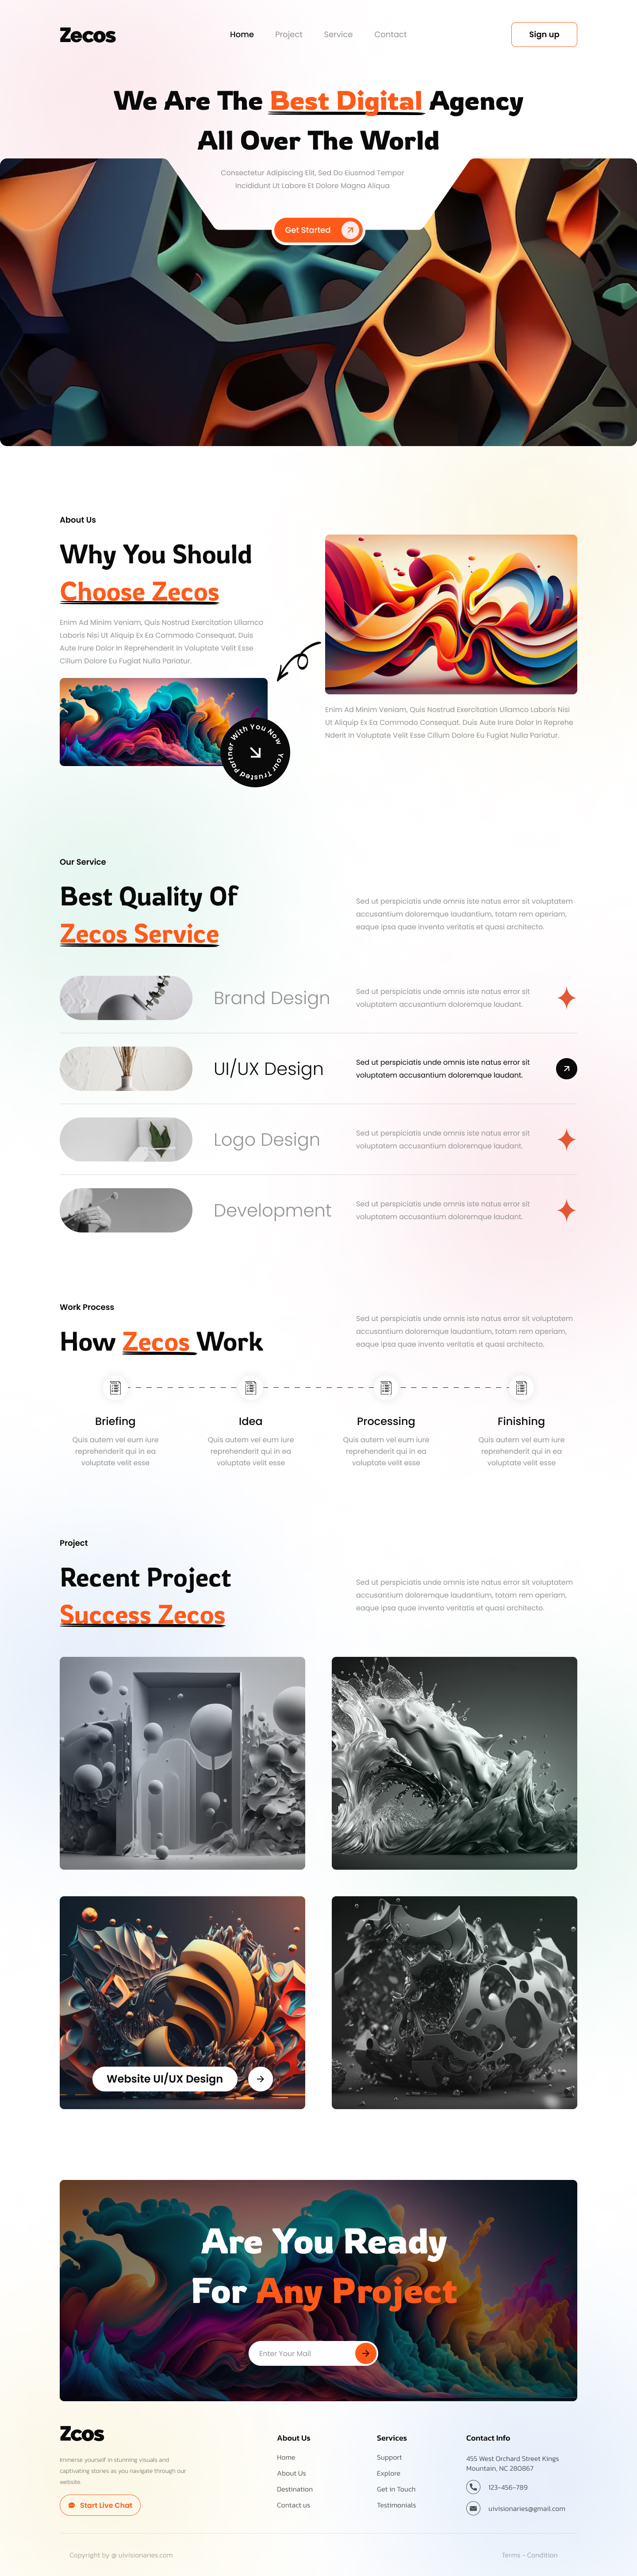 Zecos
Home Project Service Contact
Sign up
We Are The Best Digital Agency
All Over The World
Consectetur Adipiscing Elit, Sed Do Eiusmod Tempor
Incididunt Ut Labore Et Dolore Magna Aliqua
Get Started
About Us
Why You Should
Choose Zecos
Enim Ad Minim Veniam, Quis Nostrud Exercitation Ullamco
Laboris Nisi Ut Aliquip Ex Ea Commodo Consequat. Duis
Aute Irure Dolor In Reprehenderit In Voluptate Velit Esse
Cillum Dolore Eu Fugiat Nulla Pariatur.
Your Trusted Partner With You Now
Enim Ad Minim Veniam, Quis Nostrud Exercitation Ullamco Laboris Nisi
Ut Aliquip Ex Ea Commodo Consequat. Duis Aute Irure Dolor In Reprehe
Nderit In Voluptate Velit Esse Cillum Dolore Eu Fugiat Nulla Pariatur.
Our Service
Best Quality Of
Zecos Service
Sed ut perspiciatis unde omnis iste natus error sit voluptatem
accusantium doloremque laudantium, totam rem aperiam,
eaque ipsa quae invento veritatis et quasi architecto.
Brand Design
Sed ut perspiciatis unde omnis iste natus error sit
voluptatem accusantium doloremque laudant.
UI/UX Design
Sed ut perspiciatis unde omnis iste natus error sit
voluptatem accusantium doloremque laudant.
Logo Design
Sed ut perspiciatis unde omnis iste natus error sit
voluptatem accusantium doloremque laudant.
Development
Sed ut perspiciatis unde omnis iste natus error sit
voluptatem accusantium doloremque laudant.
Work Process
How Zecos Work
Sed ut perspiciatis unde omnis iste natus error sit voluptatem
accusantium doloremque laudantium, totam rem aperiam,
eaque ipsa quae invento veritatis et quasi architecto.
Briefing
Quis autem vel eum iure
reprehenderit qui in ea
voluptate velit esse
Idea
Quis autem vel eum iure
reprehenderit qui in ea
voluptate velit esse
Processing
Quis autem vel eum iure
reprehenderit qui in ea
voluptate velit esse
Finishing
Quis autem vel eum iure
reprehenderit qui in ea
voluptate velit esse
Project
Recent Project
Success Zecos
Sed ut perspiciatis unde omnis iste natus error sit voluptatem
accusantium doloremque laudantium, totam rem aperiam,
eaque ipsa quae invento veritatis et quasi architecto.
Website UI/UX Design
Are You Ready
For Any Project
Enter Your Mail
Zcos
Immerse yourself in stunning visuals and
captivating stories as you navigate through our
website.
Start Live Chat
About Us
Home
About Us
Destination
Contact us
Services
Support
Explore
Get in Touch
Testimonials
Contact Info
455 West Orchard Street Kings
Mountain, NC 280867
123-456-789
uivisionaries@gmail.com
Copyright by @ uivisionaries.com
Terms - Condition